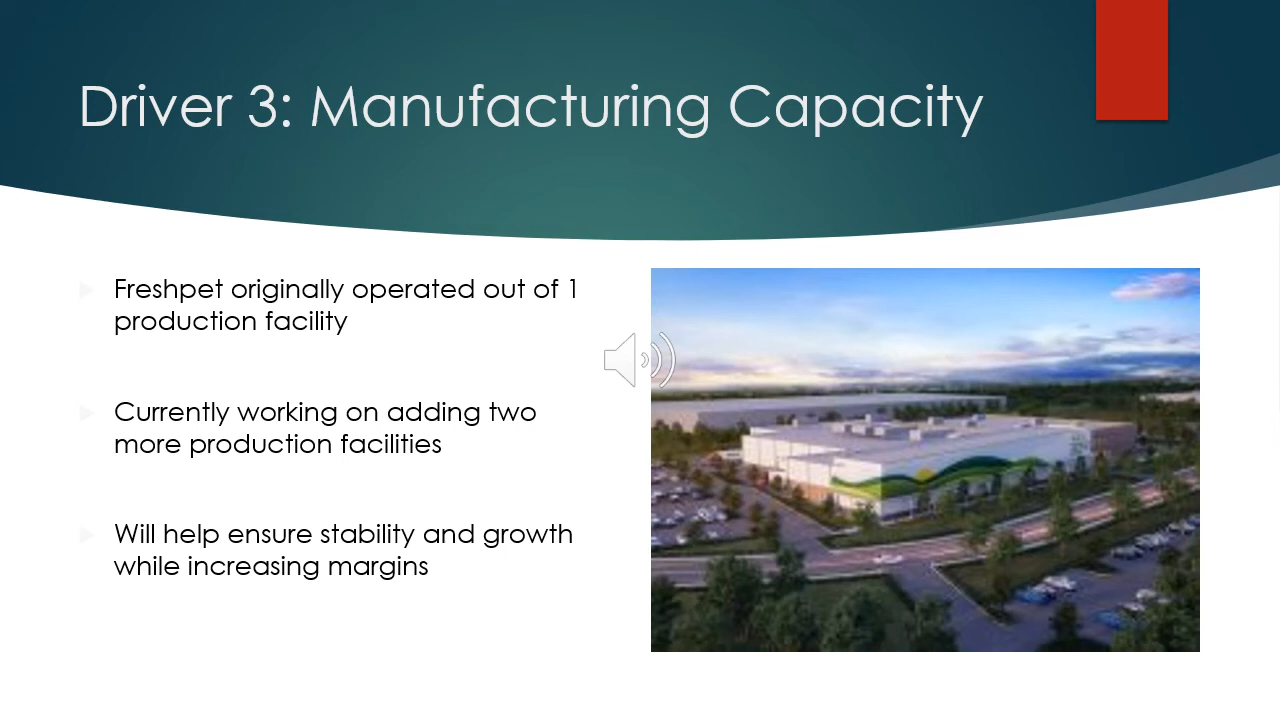 Driver 3: Manufacturing Capacity
Freshpet originally operated out of 1
production facility
Currently working on adding two
more production facilities
Will help ensure stability and growth
while increasing margins